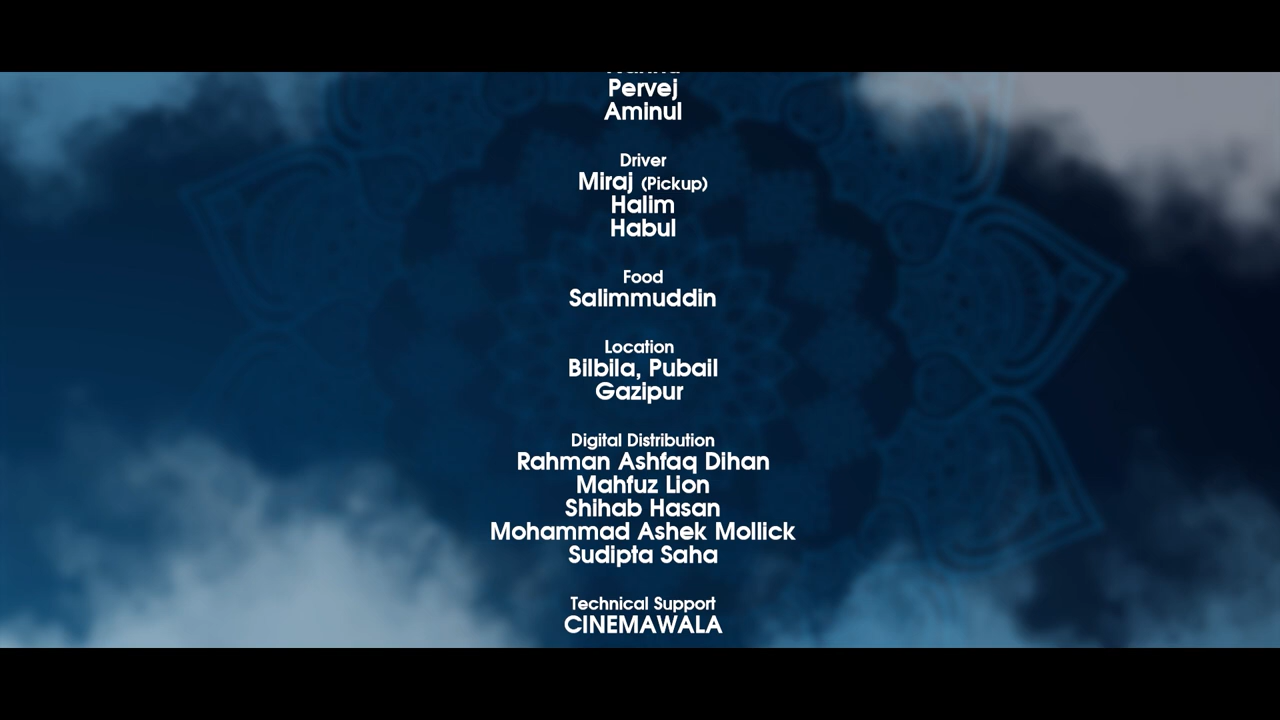 Pervej
Aminul
Driver
Miraj (Pickup)
Halim
Habul
Food
Salimmuddin
Location
Bilbila, Pubail
Gazipur
Digital Distribution
Rahman Ashfaq Dihan
Mahfuz Lion
Shihab Hasan
Mohammad Ashek Mollick
Sudipta Saha
Technical Support
CINEMAWALA